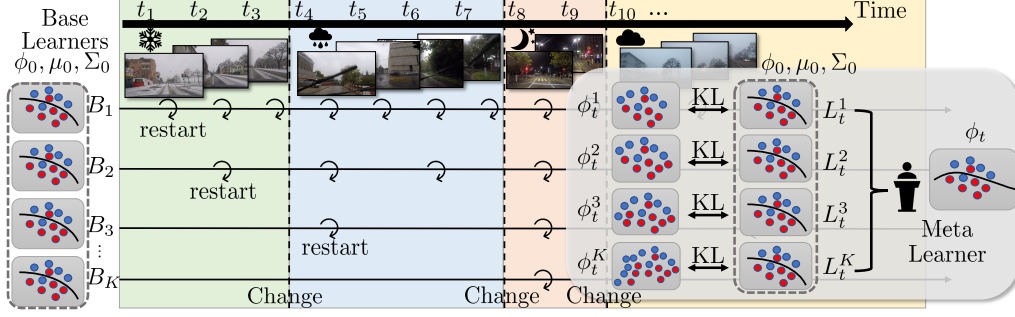 Base
Learners
ϕ₀, μ₀, Σ₀
t₁ t₂ t₃ t₄ t₅ t₆ t₇ t₈ t₉ t₁₀ ... Time
ϕ₀, μ₀, Σ₀
B₁
restart
ϕₜ¹ KL Lₜ¹
B₂
restart
ϕₜ² KL Lₜ²
ϕₜ
B₃
restart
ϕₜ³ KL Lₜ³
Meta
Learner
⋮
B_K
ϕₜᴷ KL Lₜᴷ
Change Change Change